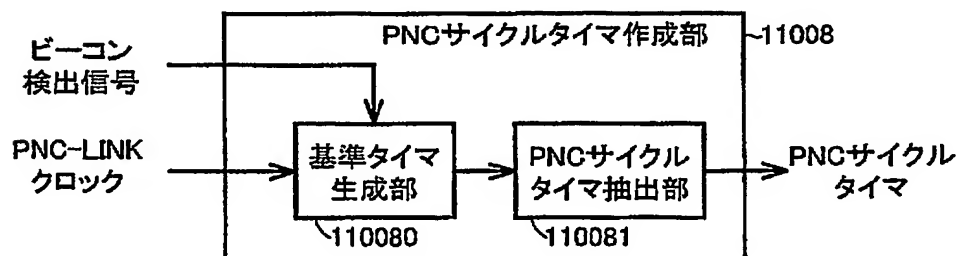 PNCサイクルタイマ作成部
11008
ビーコン
検出信号
PNC-LINK
クロック
基準タイマ
生成部
110080
PNCサイクル
タイマ抽出部
110081
PNCサイクル
タイマ